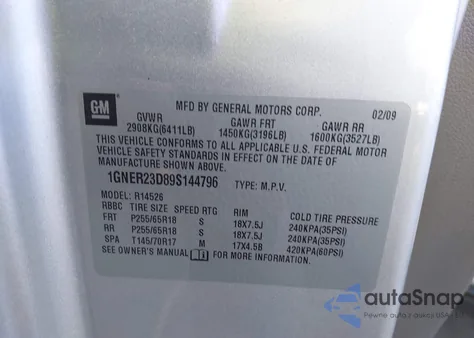 GM
MFD BY GENERAL MOTORS CORP. 02/09
GVWR GAWR FRT GAWR RR
2908KG(6411LB) 1450KG(3196LB) 1600KG(3527LB)
THIS VEHICLE CONFORMS TO ALL APPLICABLE U.S. FEDERAL MOTOR
VEHICLE SAFETY STANDARDS IN EFFECT ON THE DATE OF
MANUFACTURE SHOWN ABOVE.
1GNER23D89S144796 TYPE: M.P.V.
MODEL: R14526
RBBC TIRE SIZE SPEED RTG RIM COLD TIRE PRESSURE
FRT P255/65R18 S 18X7.5J 240KPA(35PSI)
RR P255/65R18 S 18X7.5J 240KPA(35PSI)
SPA T145/70R17 M 17X4.5B 420KPA(60PSI)
SEE OWNER'S MANUAL FOR MORE INFORMATION.
autoSnap
Pewne auto z aukcji USA